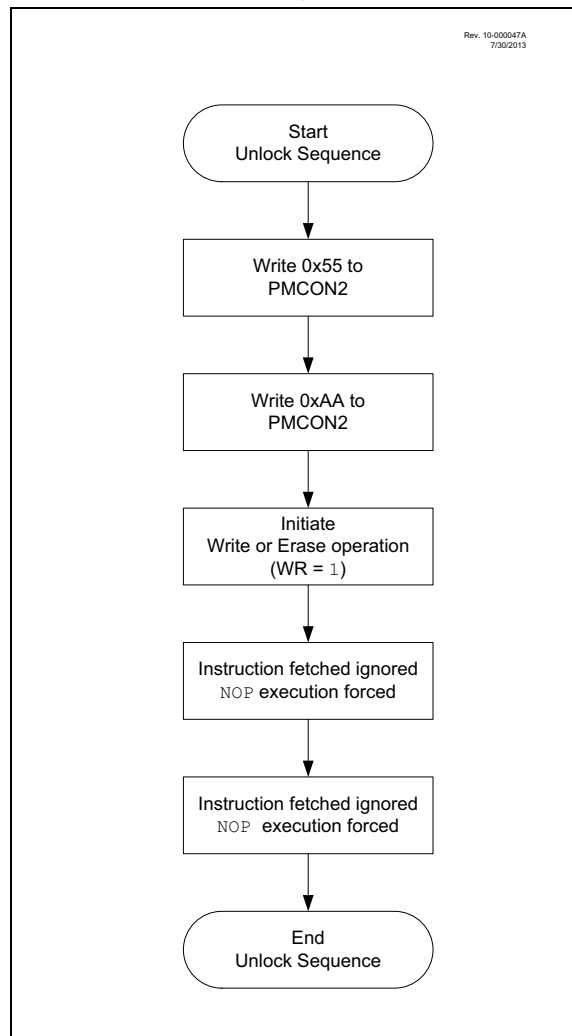 Rev. 10-000047A
7/30/2013
Start
Unlock Sequence
Write 0x55 to
PMCON2
Write 0xAA to
PMCON2
Initiate
Write or Erase operation
(WR = 1)
Instruction fetched ignored
NOP execution forced
Instruction fetched ignored
NOP execution forced
End
Unlock Sequence